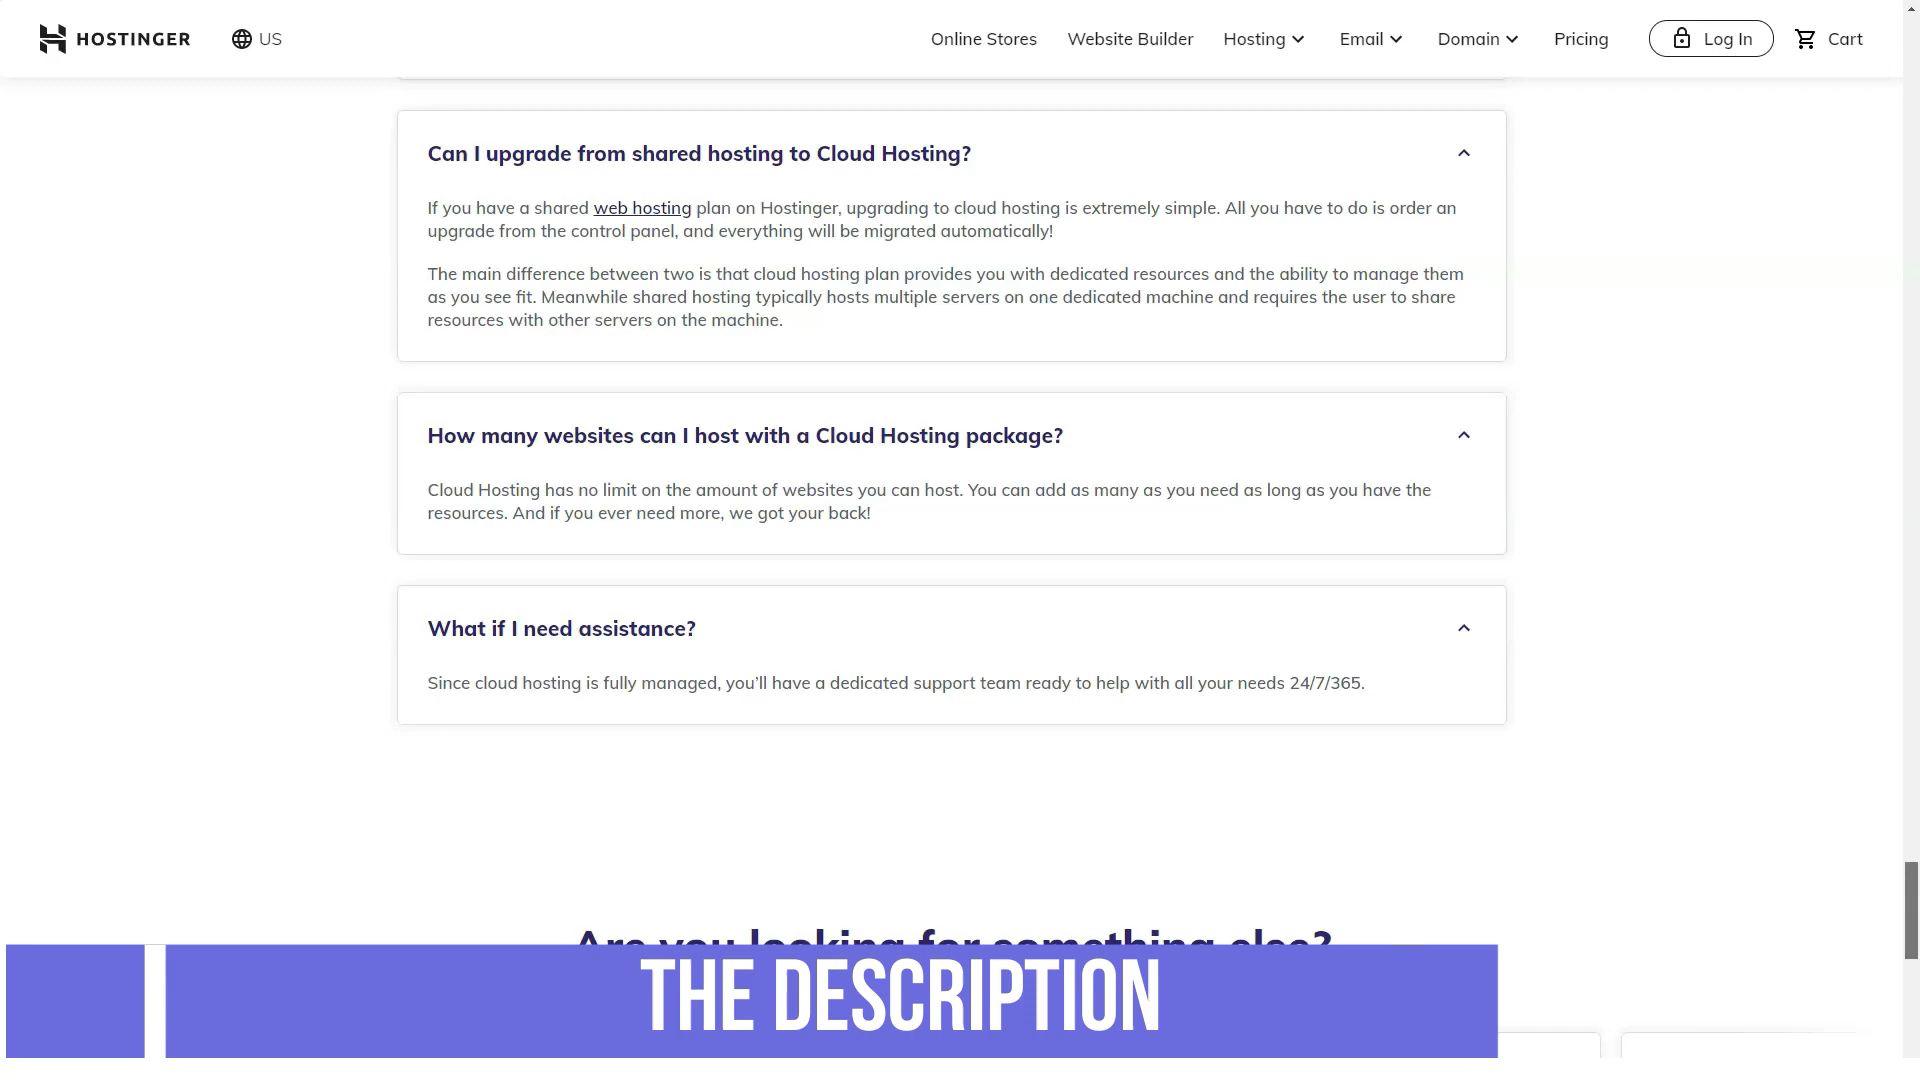 HOSTINGER US Online Stores Website Builder Hosting Email Domain Pricing Log In Cart
Can I upgrade from shared hosting to Cloud Hosting?
If you have a shared web hosting plan on Hostinger, upgrading to cloud hosting is extremely simple. All you have to do is order an
upgrade from the control panel, and everything will be migrated automatically!
The main difference between two is that cloud hosting plan provides you with dedicated resources and the ability to manage them
as you see fit. Meanwhile shared hosting typically hosts multiple servers on one dedicated machine and requires the user to share
resources with other servers on the machine.
How many websites can I host with a Cloud Hosting package?
Cloud Hosting has no limit on the amount of websites you can host. You can add as many as you need as long as you have the
resources. And if you ever need more, we got your back!
What if I need assistance?
Since cloud hosting is fully managed, you’ll have a dedicated support team ready to help with all your needs 24/7/365.
Are you looking for something else?
THE DESCRIPTION